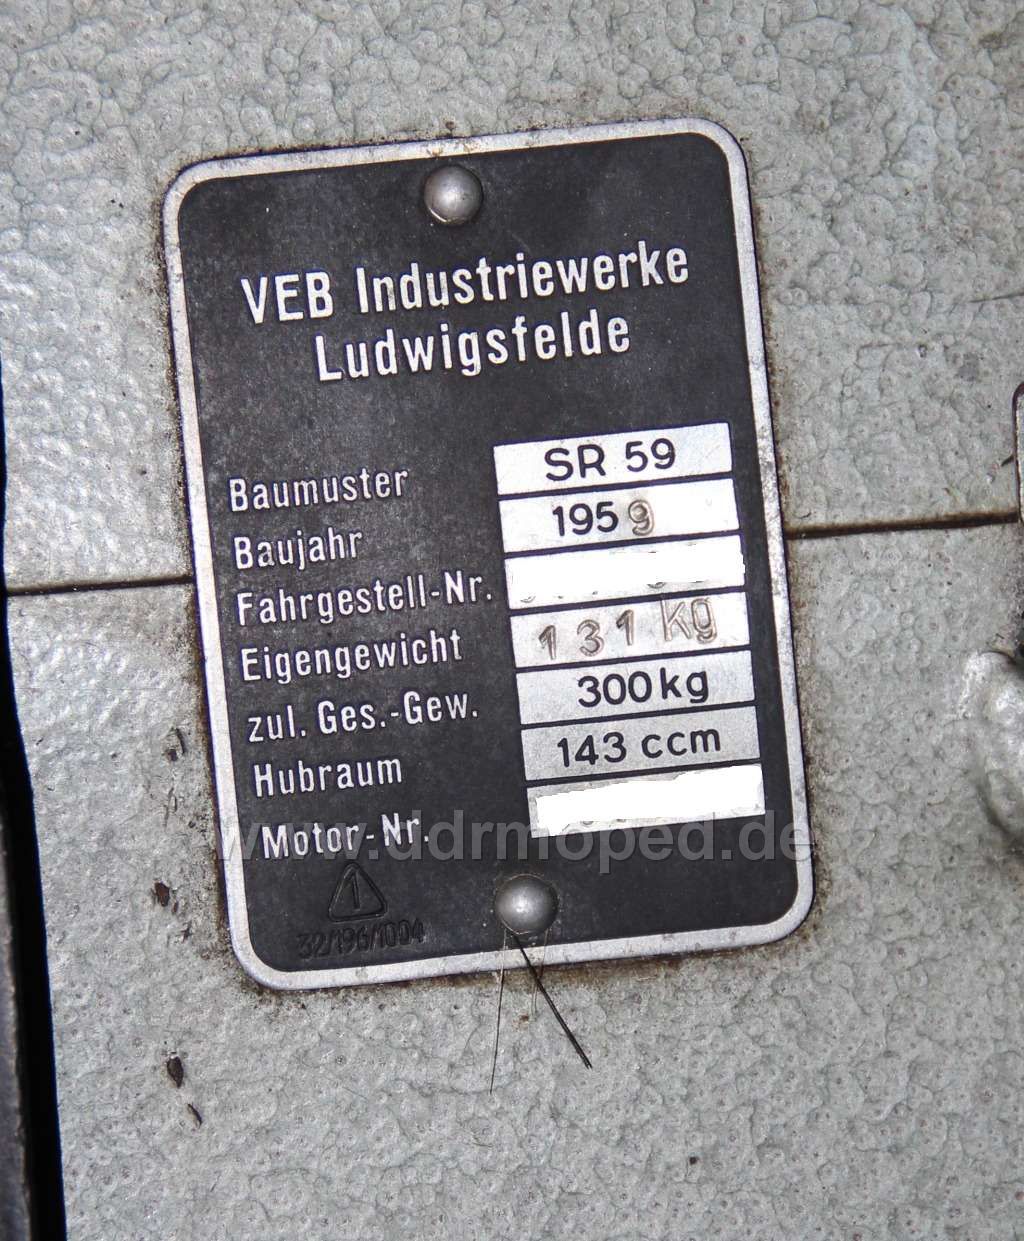 VEB Industriewerke
Ludwigsfelde
Baumuster SR 59
Baujahr 1959
Fahrgestell-Nr.
Eigengewicht 131 kg
zul. Ges.-Gew. 300 kg
Hubraum 143 ccm
Motor-Nr.
www.ddrmoped.de
1
32/196/1004